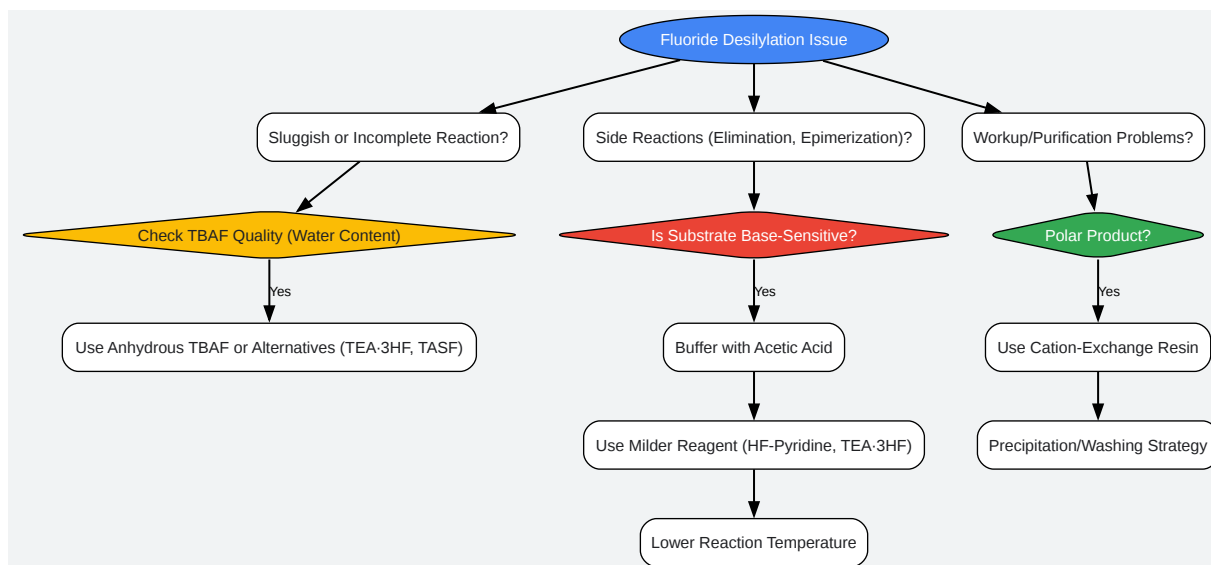 Fluoride Desilylation Issue
Sluggish or Incomplete Reaction?
Side Reactions (Elimination, Epimerization)?
Workup/Purification Problems?
Check TBAF Quality (Water Content)
Is Substrate Base-Sensitive?
Polar Product?
Yes
Yes
Yes
Use Anhydrous TBAF or Alternatives (TEA·3HF, TASF)
Buffer with Acetic Acid
Use Cation-Exchange Resin
Use Milder Reagent (HF-Pyridine, TEA·3HF)
Precipitation/Washing Strategy
Lower Reaction Temperature